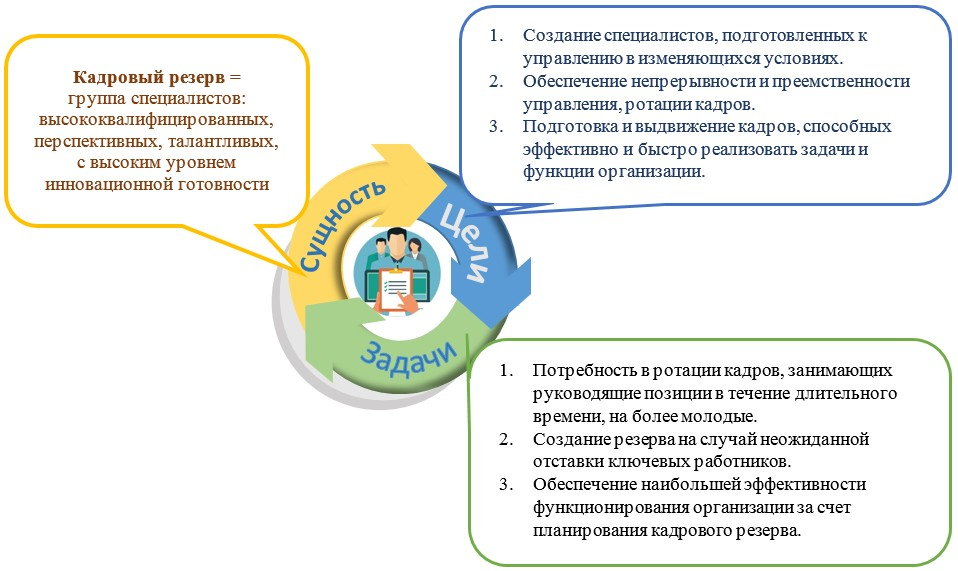 Кадровый резерв =
группа специалистов:
высококвалифицированных,
перспективных, талантливых,
с высоким уровнем
инновационной готовности
1. Создание специалистов, подготовленных к
управлению в изменяющихся условиях.
2. Обеспечение непрерывности и преемственности
управления, ротации кадров.
3. Подготовка и выдвижение кадров, способных
эффективно и быстро реализовать задачи и
функции организации.
Сущность
Цели
Задачи
1. Потребность в ротации кадров, занимающих
руководящие позиции в течение длительного
времени, на более молодые.
2. Создание резерва на случай неожиданной
отставки ключевых работников.
3. Обеспечение наибольшей эффективности
функционирования организации за счет
планирования кадрового резерва.